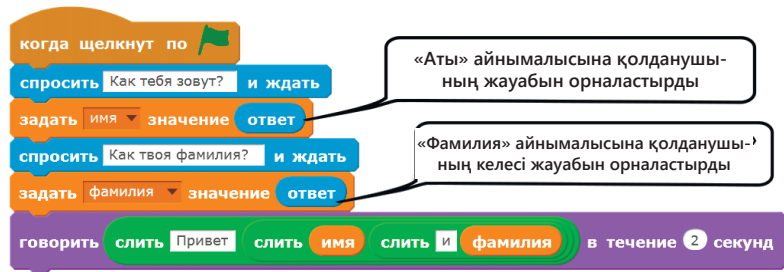 когда щелкнут по
спросить Как тебя зовут? и ждать
задать имя значение ответ
спросить Как твоя фамилия? и ждать
задать фамилия значение ответ
говорить слить Привет слить имя слить и фамилия в течение 2 секунд
«Аты» айнымалысына қолданушы-
ның жауабын орналастырды
«Фамилия» айнымалысына қолданушы-
ның келесі жауабын орналастырды